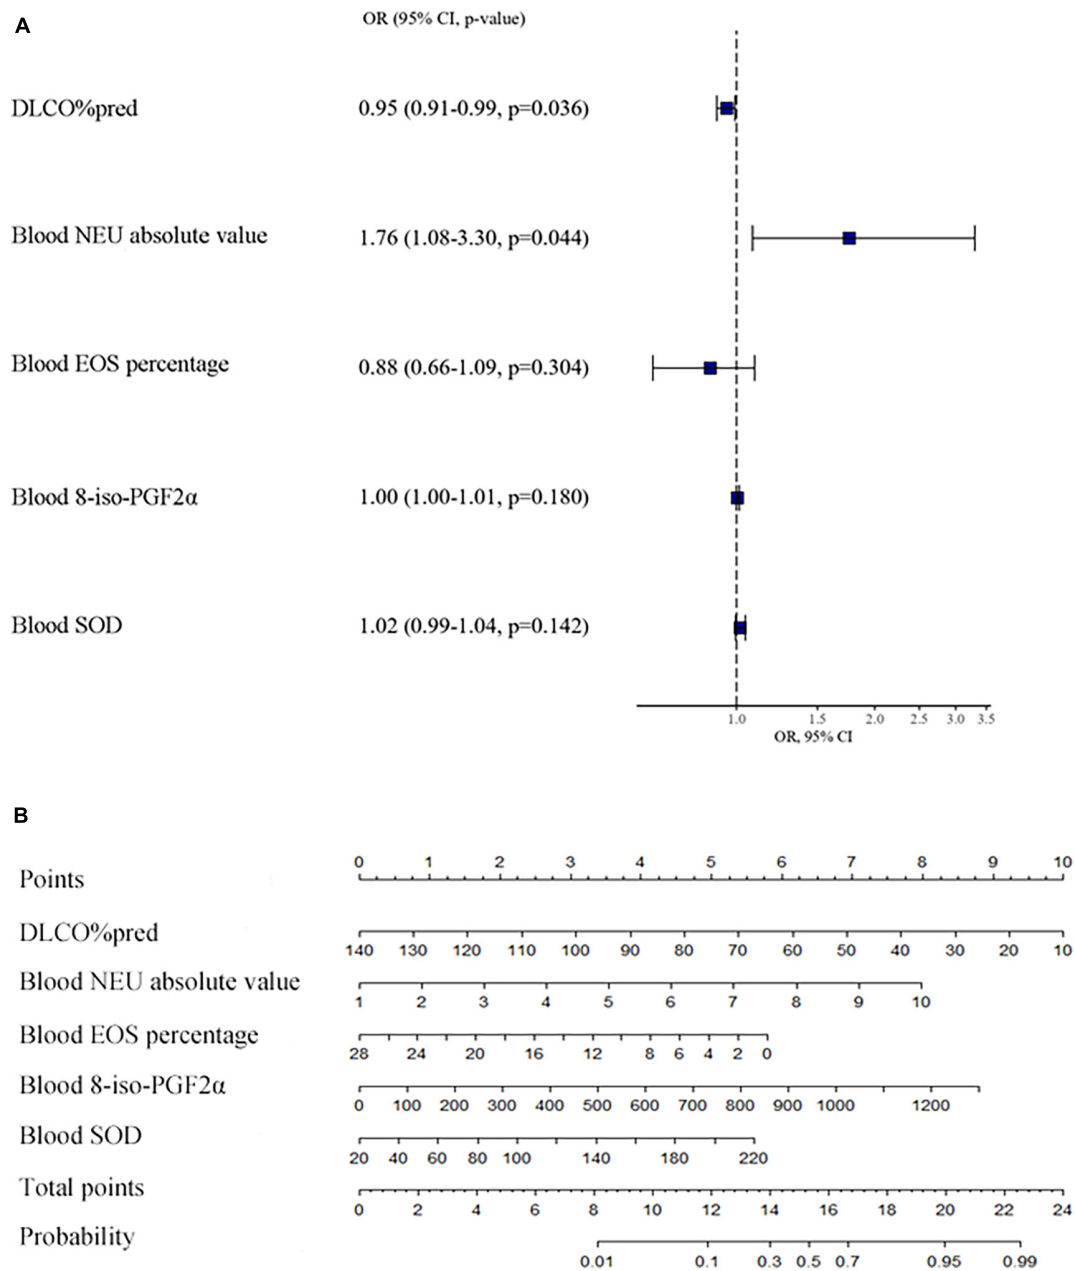 A
OR (95% CI, p-value)
DLCO%pred 0.95 (0.91-0.99, p=0.036)
Blood NEU absolute value 1.76 (1.08-3.30, p=0.044)
Blood EOS percentage 0.88 (0.66-1.09, p=0.304)
Blood 8-iso-PGF2α 1.00 (1.00-1.01, p=0.180)
Blood SOD 1.02 (0.99-1.04, p=0.142)
1.0 1.5 2.0 2.5 3.0 3.5
OR, 95% CI
B
0 1 2 3 4 5 6 7 8 9 10
Points
DLCO%pred
140 130 120 110 100 90 80 70 60 50 40 30 20 10
Blood NEU absolute value
1 2 3 4 5 6 7 8 9 10
Blood EOS percentage
28 24 20 16 12 8 6 4 2 0
Blood 8-iso-PGF2α
0 100 200 300 400 500 600 700 800 900 1000 1200
Blood SOD
20 40 60 80 100 140 180 220
Total points
0 2 4 6 8 10 12 14 16 18 20 22 24
Probability
0.01 0.1 0.3 0.5 0.7 0.95 0.99